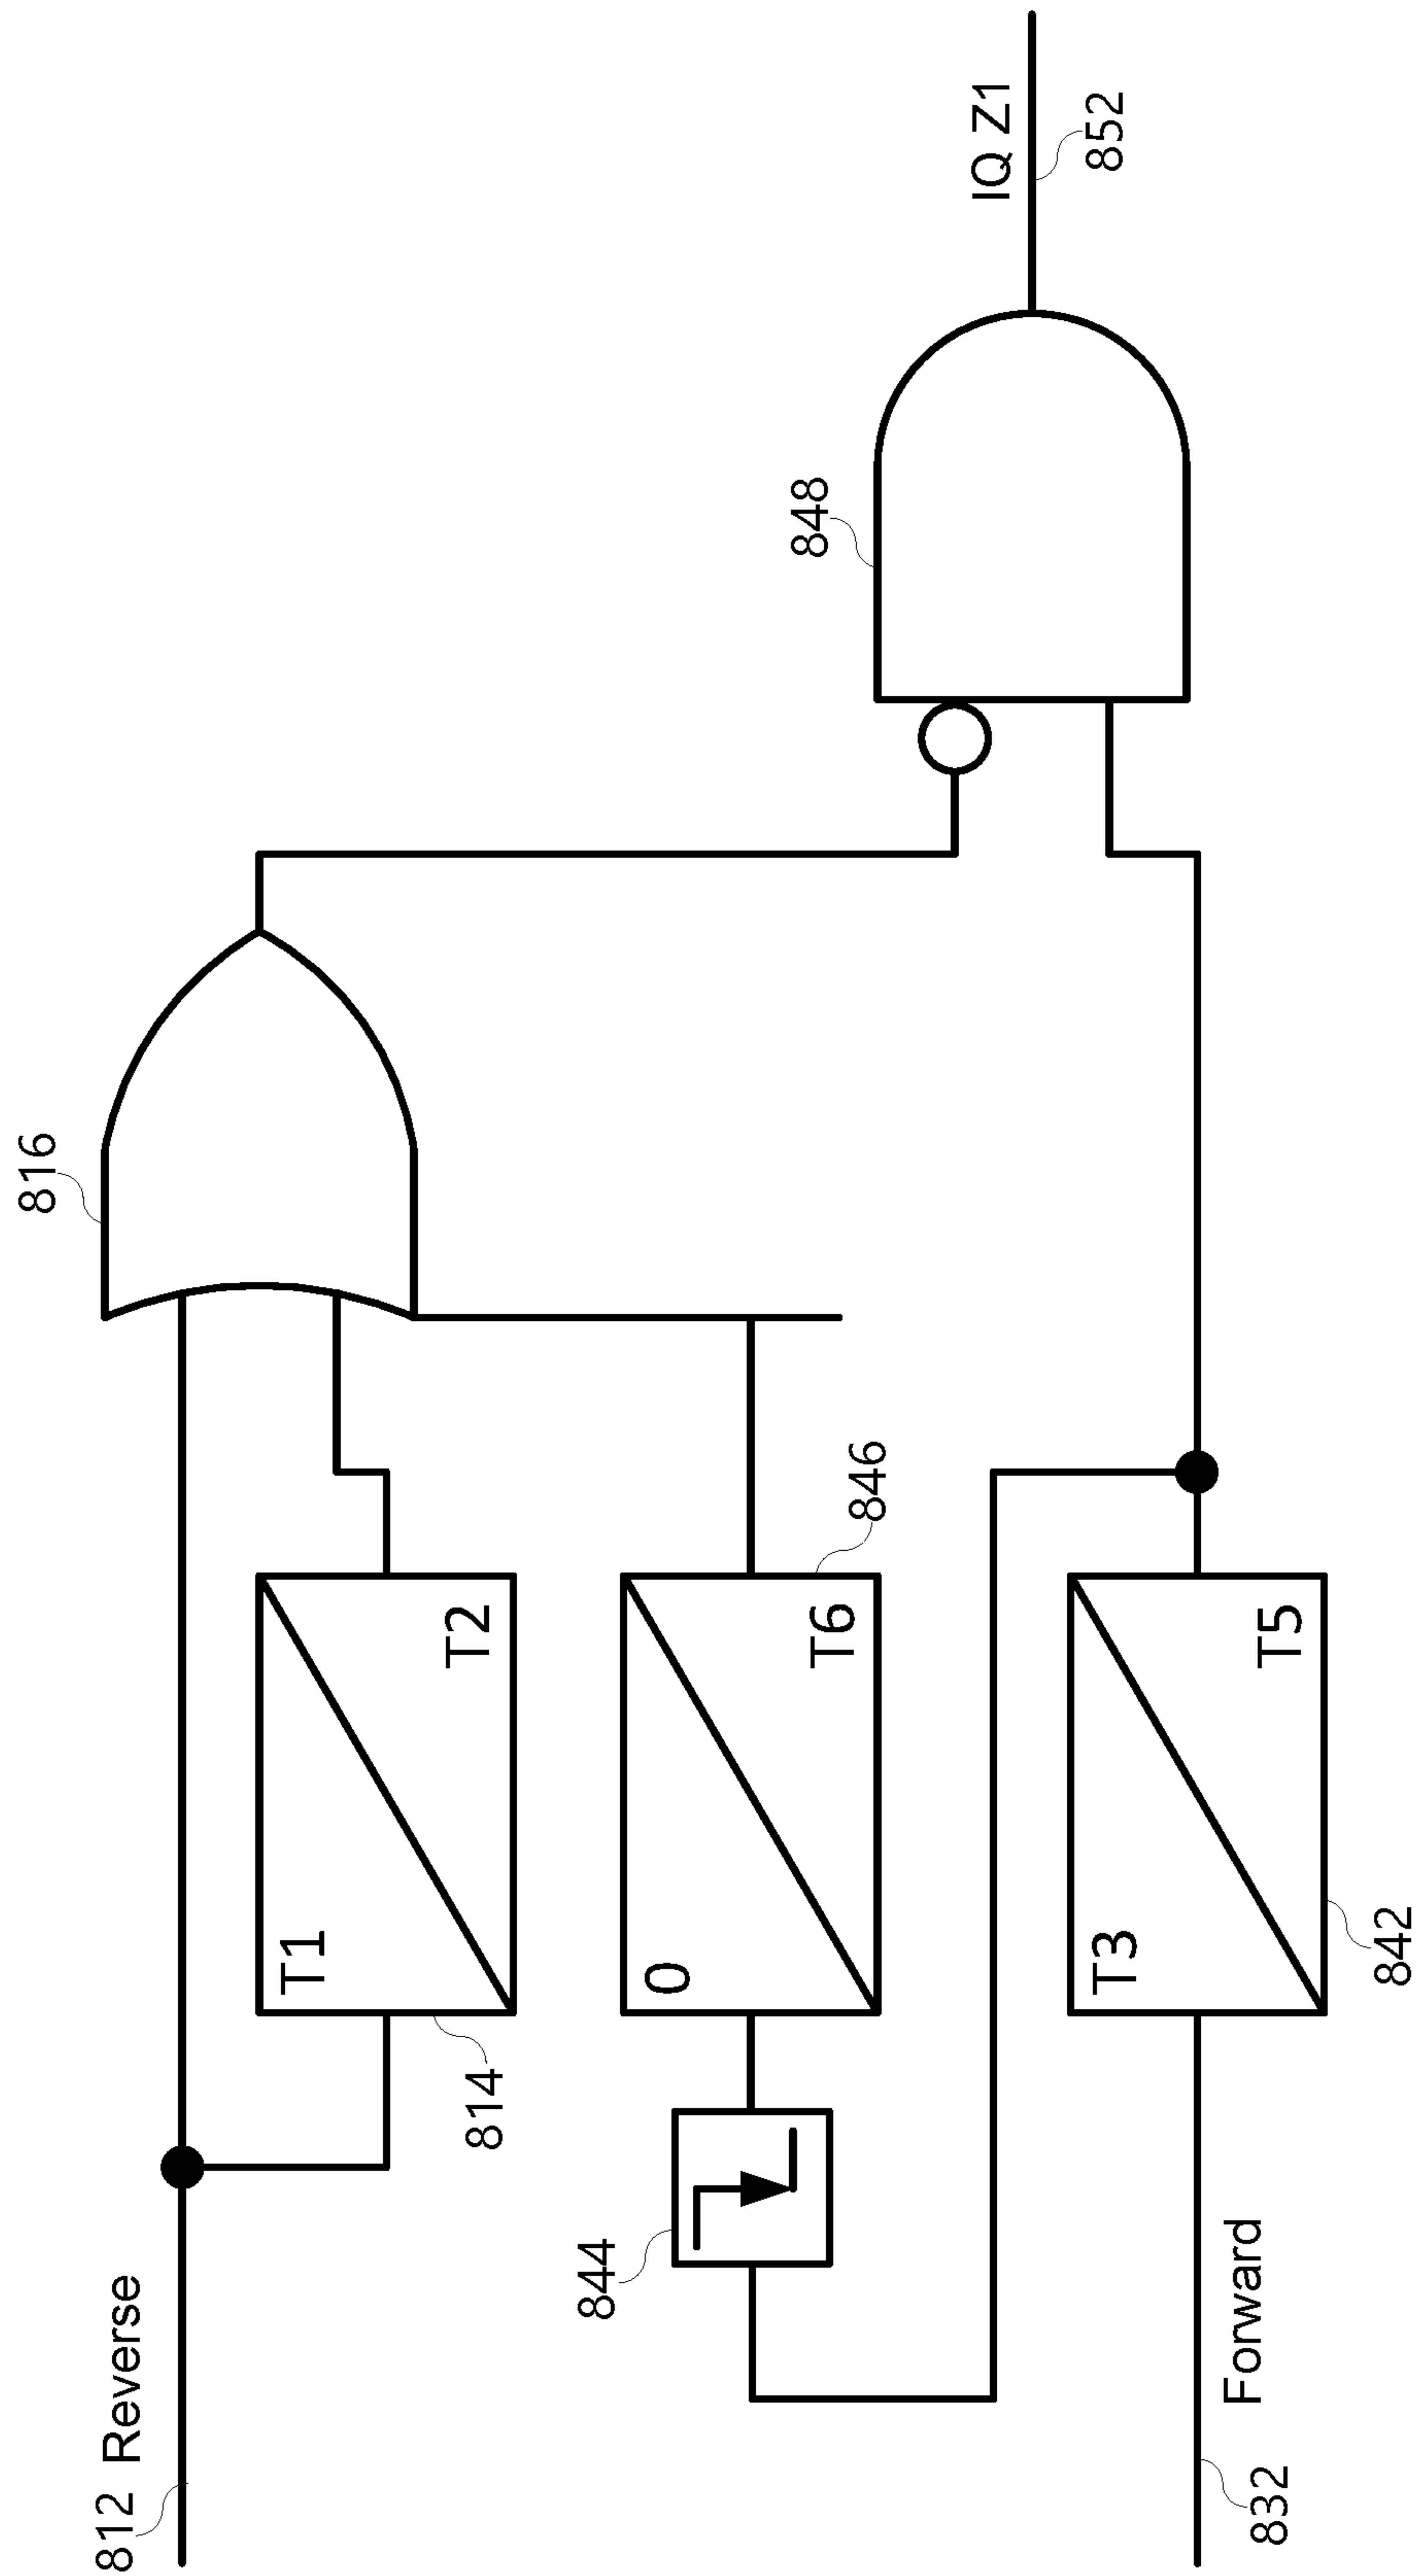 812
Reverse
816
T1
T2
814
844
0
T6
846
848
IQ Z1
852
T3
T5
842
832
Forward